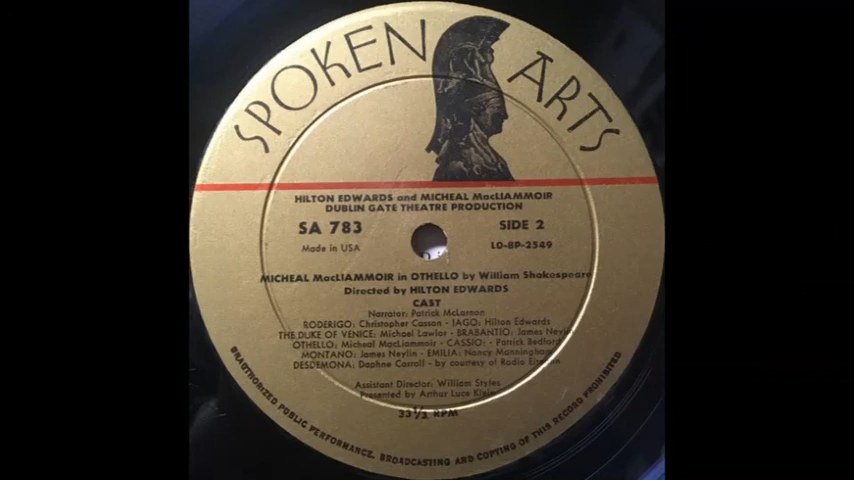 SPOKEN ARTS
HILTON EDWARDS and MICHEAL MacLIAMMOIR
DUBLIN GATE THEATRE PRODUCTION
SA 783 SIDE 2
Made in USA LO-8P-2549
MICHEAL MacLIAMMOIR in OTHELLO by William Shakespeare
Directed by HILTON EDWARDS
CAST
Narrator: Patrick McLarnon
RODERIGO: Christopher Casson - IAGO: Hilton Edwards
THE DUKE OF VENICE: Michael Lawlor - BRABANTIO: James Neylin
OTHELLO: Micheal MacLiammoir - CASSIO: - Patrick Bedford
MONTANO: James Neylin - EMILIA: Nancy Manningham
DESDEMONA: Daphne Carroll - by courtesy of Radio Eireann
Assistant Director: William Styles
Presented by Arthur Luce Klein
33⅓ RPM
UNAUTHORIZED PUBLIC PERFORMANCE, BROADCASTING AND COPYING OF THIS RECORD PROHIBITED